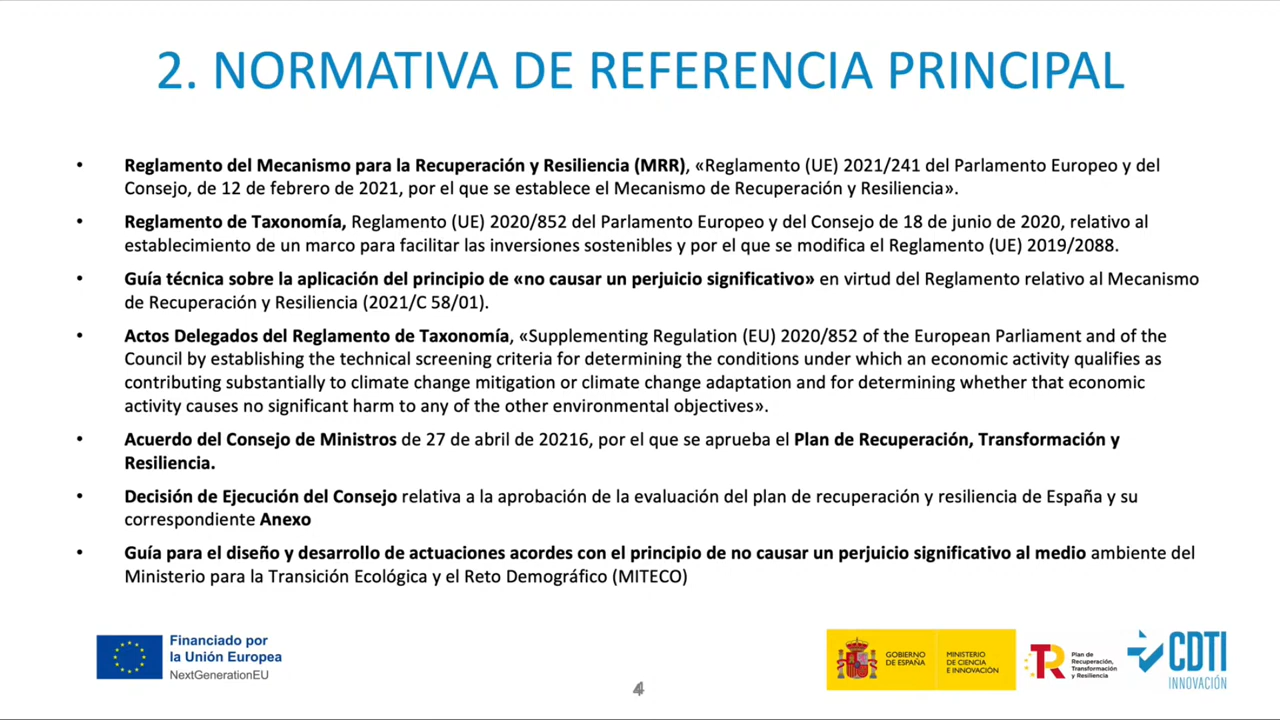 2. NORMATIVA DE REFERENCIA PRINCIPAL
• Reglamento del Mecanismo para la Recuperación y Resiliencia (MRR), «Reglamento (UE) 2021/241 del Parlamento Europeo y del
Consejo, de 12 de febrero de 2021, por el que se establece el Mecanismo de Recuperación y Resiliencia».
• Reglamento de Taxonomía, Reglamento (UE) 2020/852 del Parlamento Europeo y del Consejo de 18 de junio de 2020, relativo al
establecimiento de un marco para facilitar las inversiones sostenibles y por el que se modifica el Reglamento (UE) 2019/2088.
• Guía técnica sobre la aplicación del principio de «no causar un perjuicio significativo» en virtud del Reglamento relativo al Mecanismo
de Recuperación y Resiliencia (2021/C 58/01).
• Actos Delegados del Reglamento de Taxonomía, «Supplementing Regulation (EU) 2020/852 of the European Parliament and of the
Council by establishing the technical screening criteria for determining the conditions under which an economic activity qualifies as
contributing substantially to climate change mitigation or climate change adaptation and for determining whether that economic
activity causes no significant harm to any of the other environmental objectives».
• Acuerdo del Consejo de Ministros de 27 de abril de 20216, por el que se aprueba el Plan de Recuperación, Transformación y
Resiliencia.
• Decisión de Ejecución del Consejo relativa a la aprobación de la evaluación del plan de recuperación y resiliencia de España y su
correspondiente Anexo
• Guía para el diseño y desarrollo de actuaciones acordes con el principio de no causar un perjuicio significativo al medio ambiente del
Ministerio para la Transición Ecológica y el Reto Demográfico (MITECO)
Financiado por
la Unión Europea
NextGenerationEU
4
GOBIERNO
DE ESPAÑA
MINISTERIO
DE CIENCIA
E INNOVACIÓN
TR
Plan de
Recuperación,
Transformación
y Resiliencia
CDTI
INNOVACIÓN